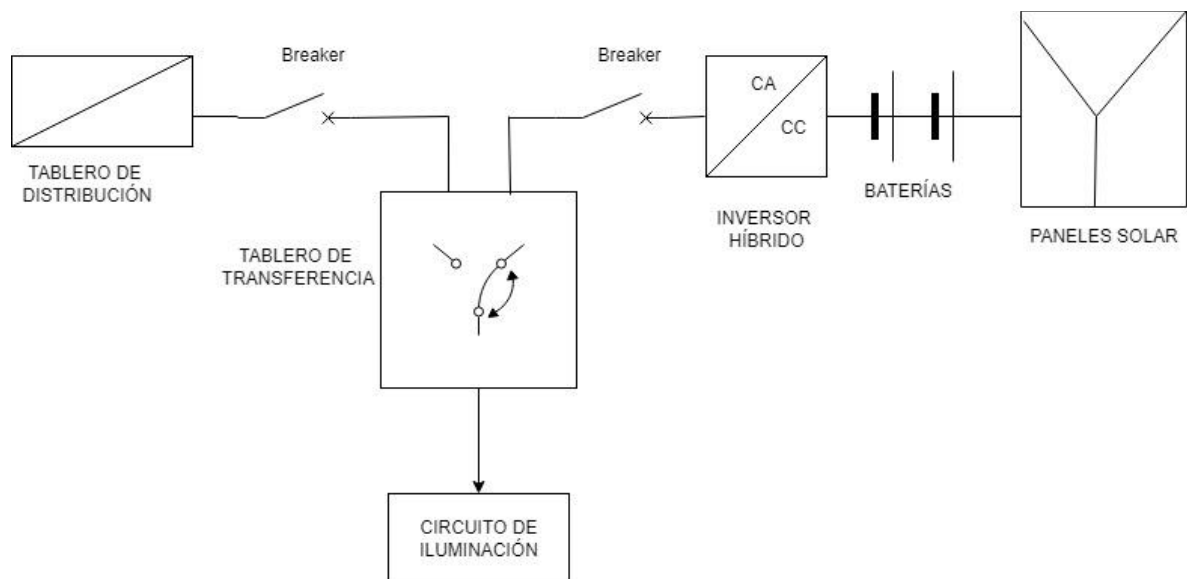 Breaker
Breaker
CA
CC
TABLERO DE
DISTRIBUCIÓN
BATERÍAS
INVERSOR
HÍBRIDO
PANELES SOLAR
TABLERO DE
TRANSFERENCIA
CIRCUITO DE
ILUMINACIÓN